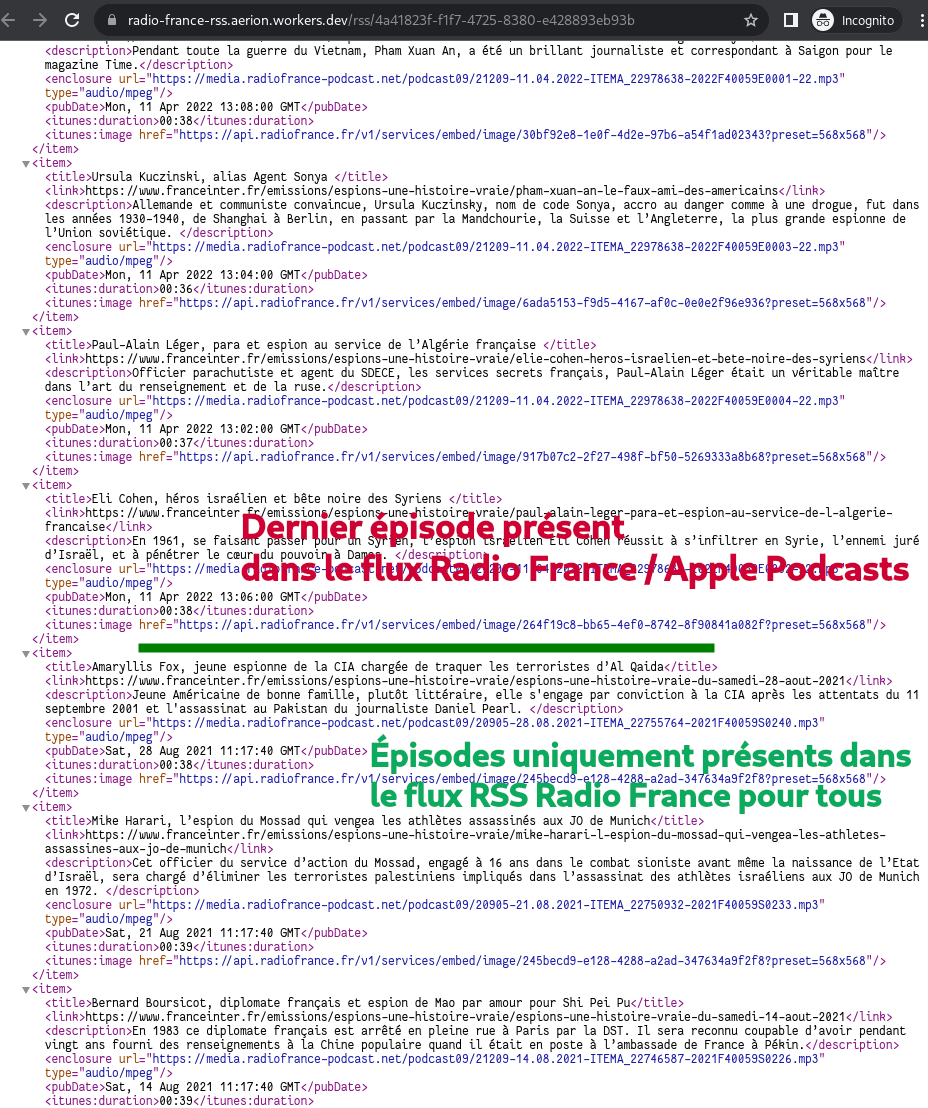 radio-france-rss.aerion.workers.dev/rss/4a41823f-f1f7-4725-8380-e428893eb93b
Incognito
<description>Pendant toute la guerre du Vietnam, Pham Xuan An, a été un brillant journaliste et correspondant à Saigon pour le
magazine Time.</description>
<enclosure url="https://media.radiofrance-podcast.net/podcast09/21209-11.04.2022-ITEMA_22978638-2022F40059E0001-22.mp3"
type="audio/mpeg"/>
<pubDate>Mon, 11 Apr 2022 13:08:00 GMT</pubDate>
<itunes:duration>00:38</itunes:duration>
<itunes:image href="https://api.radiofrance.fr/v1/services/embed/image/30bf92e8-1e0f-4d2e-97b6-a54f1ad02343?preset=568x568"/>
</item>
<item>
<title>Ursula Kuczinski, alias Agent Sonya </title>
<link>https://www.franceinter.fr/emissions/espions-une-histoire-vraie/pham-xuan-an-le-faux-ami-des-americains</link>
<description>Allemande et communiste convaincue, Ursula Kuczinsky, nom de code Sonya, accro au danger comme à une drogue, fut dans
les années 1930-1940, de Shanghai à Berlin, en passant par la Mandchourie, la Suisse et l’Angleterre, la plus grande espionne de
l’Union soviétique. </description>
<enclosure url="https://media.radiofrance-podcast.net/podcast09/21209-11.04.2022-ITEMA_22978638-2022F40059E0003-22.mp3"
type="audio/mpeg"/>
<pubDate>Mon, 11 Apr 2022 13:04:00 GMT</pubDate>
<itunes:duration>00:36</itunes:duration>
<itunes:image href="https://api.radiofrance.fr/v1/services/embed/image/6ada5153-f9d5-4167-af0c-0e0e2f96e936?preset=568x568"/>
</item>
<item>
<title>Paul-Alain Léger, para et espion au service de l’Algérie française </title>
<link>https://www.franceinter.fr/emissions/espions-une-histoire-vraie/elie-cohen-heros-israelien-et-bete-noire-des-syriens</link>
<description>Officier parachutiste et agent du SDECE, les services secrets français, Paul-Alain Léger était un véritable maître
dans l’art du renseignement et de la ruse.</description>
<enclosure url="https://media.radiofrance-podcast.net/podcast09/21209-11.04.2022-ITEMA_22978638-2022F40059E0004-22.mp3"
type="audio/mpeg"/>
<pubDate>Mon, 11 Apr 2022 13:02:00 GMT</pubDate>
<itunes:duration>00:37</itunes:duration>
<itunes:image href="https://api.radiofrance.fr/v1/services/embed/image/917b07c2-2f27-498f-bf50-5269333a8b68?preset=568x568"/>
</item>
<item>
<title>Eli Cohen, héros israélien et bête noire des Syriens </title>
<link>https://www.franceinter.fr/emissions/espions-une-histoire-vraie/paul-alain-leger-para-et-espion-au-service-de-l-algerie-
francaise</link>
Dernier épisode présent
<description>En 1961, se faisant passer pour un Syrien, l’espion israélien Eli Cohen réussit à s’infiltrer en Syrie, l’ennemi juré
d’Israël, et à pénétrer le cœur du pouvoir à Damas. </description>
dans le flux Radio France / Apple Podcasts
type="audio/mpeg"/>
<pubDate>Mon, 11 Apr 2022 13:06:00 GMT</pubDate>
<itunes:duration>00:38</itunes:duration>
<itunes:image href="https://api.radiofrance.fr/v1/services/embed/image/264f19c8-bb65-4ef0-8742-8f90841a082f?preset=568x568"/>
</item>
<item>
<title>Amaryllis Fox, jeune espionne de la CIA chargée de traquer les terroristes d’Al Qaida</title>
<link>https://www.franceinter.fr/emissions/espions-une-histoire-vraie/espions-une-histoire-vraie-du-samedi-28-aout-2021</link>
<description>Jeune Américaine de bonne famille, plutôt littéraire, elle s'engage par conviction à la CIA après les attentats du 11
septembre 2001 et l'assassinat au Pakistan du journaliste Daniel Pearl. </description>
<enclosure url="https://media.radiofrance-podcast.net/podcast09/20905-28.08.2021-ITEMA_22755764-2021F40059S0240.mp3"
type="audio/mpeg"/>
<pubDate>Sat, 28 Aug 2021 11:17:40 GMT</pubDate>
<itunes:duration>00:38</itunes:duration>
Épisodes uniquement présents dans
<itunes:image href="https://api.radiofrance.fr/v1/services/embed/image/245becd9-e128-4288-a2ad-347634a9f2f8?preset=568x568"/>
</item>
le flux RSS Radio France pour tous
<item>
<title>Mike Harari, l’espion du Mossad qui vengea les athlètes assassinés aux JO de Munich</title>
<link>https://www.franceinter.fr/emissions/espions-une-histoire-vraie/mike-harari-l-espion-du-mossad-qui-vengea-les-athletes-
assassines-aux-jo-de-munich</link>
<description>Cet officier du service d’action du Mossad, engagé à 16 ans dans le combat sioniste avant même la naissance de l’Etat
d’Israël, sera chargé d’éliminer les terroristes palestiniens impliqués dans l’assassinat des athlètes israéliens aux JO de Munich
en 1972. </description>
<enclosure url="https://media.radiofrance-podcast.net/podcast09/20905-21.08.2021-ITEMA_22750932-2021F40059S0233.mp3"
type="audio/mpeg"/>
<pubDate>Sat, 21 Aug 2021 11:17:40 GMT</pubDate>
<itunes:duration>00:39</itunes:duration>
<itunes:image href="https://api.radiofrance.fr/v1/services/embed/image/245becd9-e128-4288-a2ad-347634a9f2f8?preset=568x568"/>
</item>
<item>
<title>Bernard Boursicot, diplomate français et espion de Mao par amour pour Shi Pei Pu</title>
<link>https://www.franceinter.fr/emissions/espions-une-histoire-vraie/espions-une-histoire-vraie-du-samedi-14-aout-2021</link>
<description>En 1983 ce diplomate français est arrêté en pleine rue à Paris par la DST. Il sera reconnu coupable d’avoir pendant
vingt ans fourni des renseignements à la Chine populaire quand il était en poste à l’ambassade de France à Pékin.</description>
<enclosure url="https://media.radiofrance-podcast.net/podcast09/21209-14.08.2021-ITEMA_22746587-2021F40059S0226.mp3"
type="audio/mpeg"/>
<pubDate>Sat, 14 Aug 2021 11:17:40 GMT</pubDate>
<itunes:duration>00:39</itunes:duration>